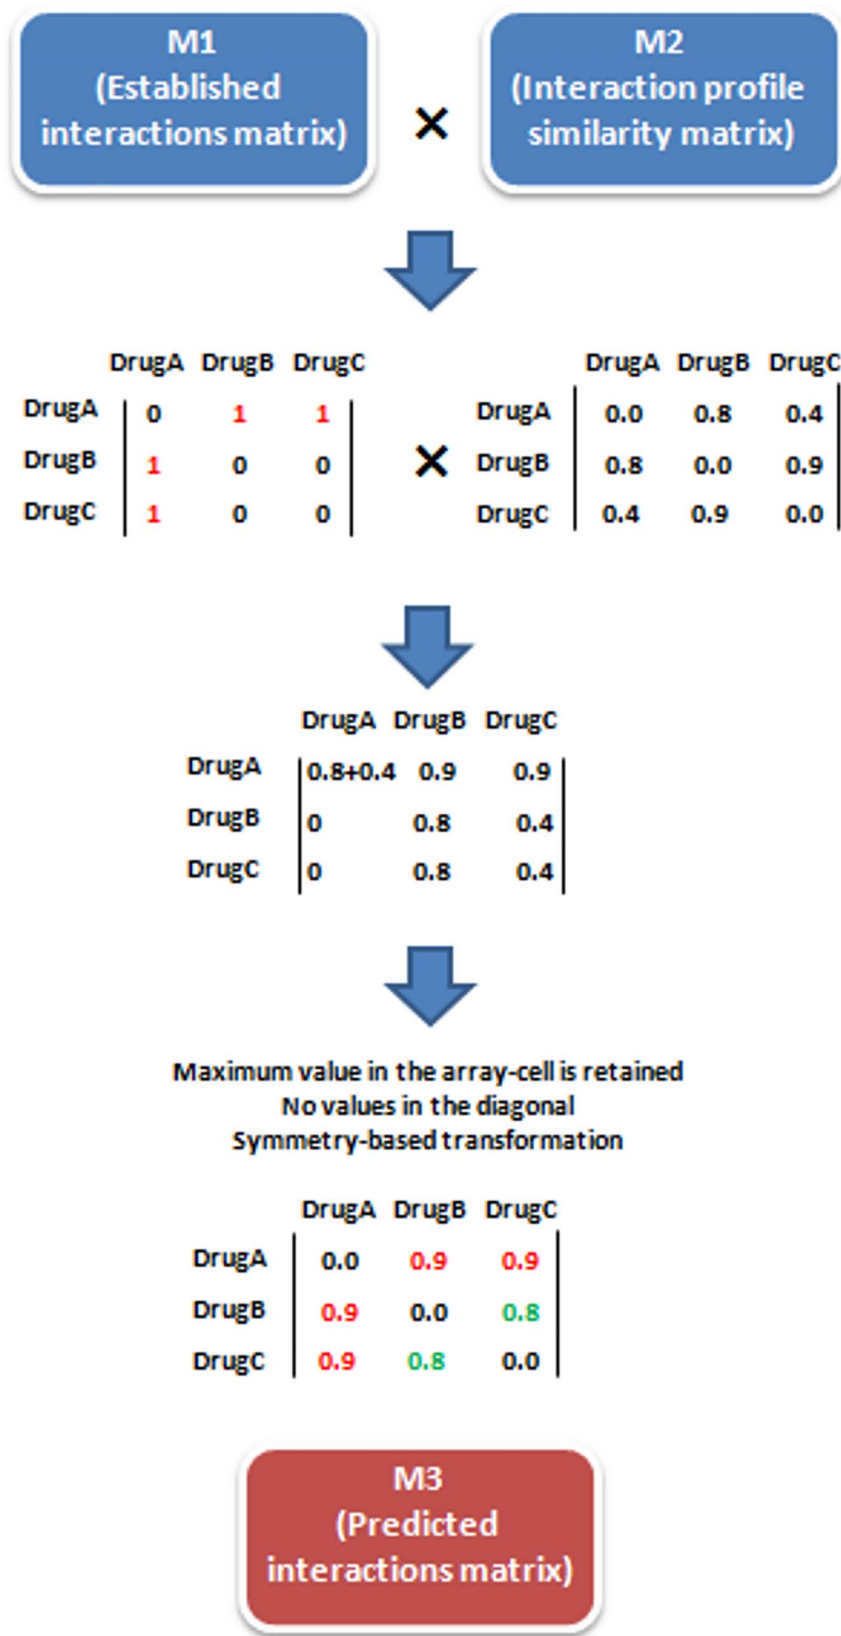 M1
(Established
interactions matrix)
×
M2
(Interaction profile
similarity matrix)
DrugA DrugB DrugC
DrugA 0 1 1
DrugB 1 0 0
DrugC 1 0 0
×
DrugA DrugB DrugC
DrugA 0.0 0.8 0.4
DrugB 0.8 0.0 0.9
DrugC 0.4 0.9 0.0
DrugA DrugB DrugC
DrugA 0.8+0.4 0.9 0.9
DrugB 0 0.8 0.4
DrugC 0 0.8 0.4
Maximum value in the array-cell is retained
No values in the diagonal
Symmetry-based transformation
DrugA DrugB DrugC
DrugA 0.0 0.9 0.9
DrugB 0.9 0.0 0.8
DrugC 0.9 0.8 0.0
M3
(Predicted
interactions matrix)